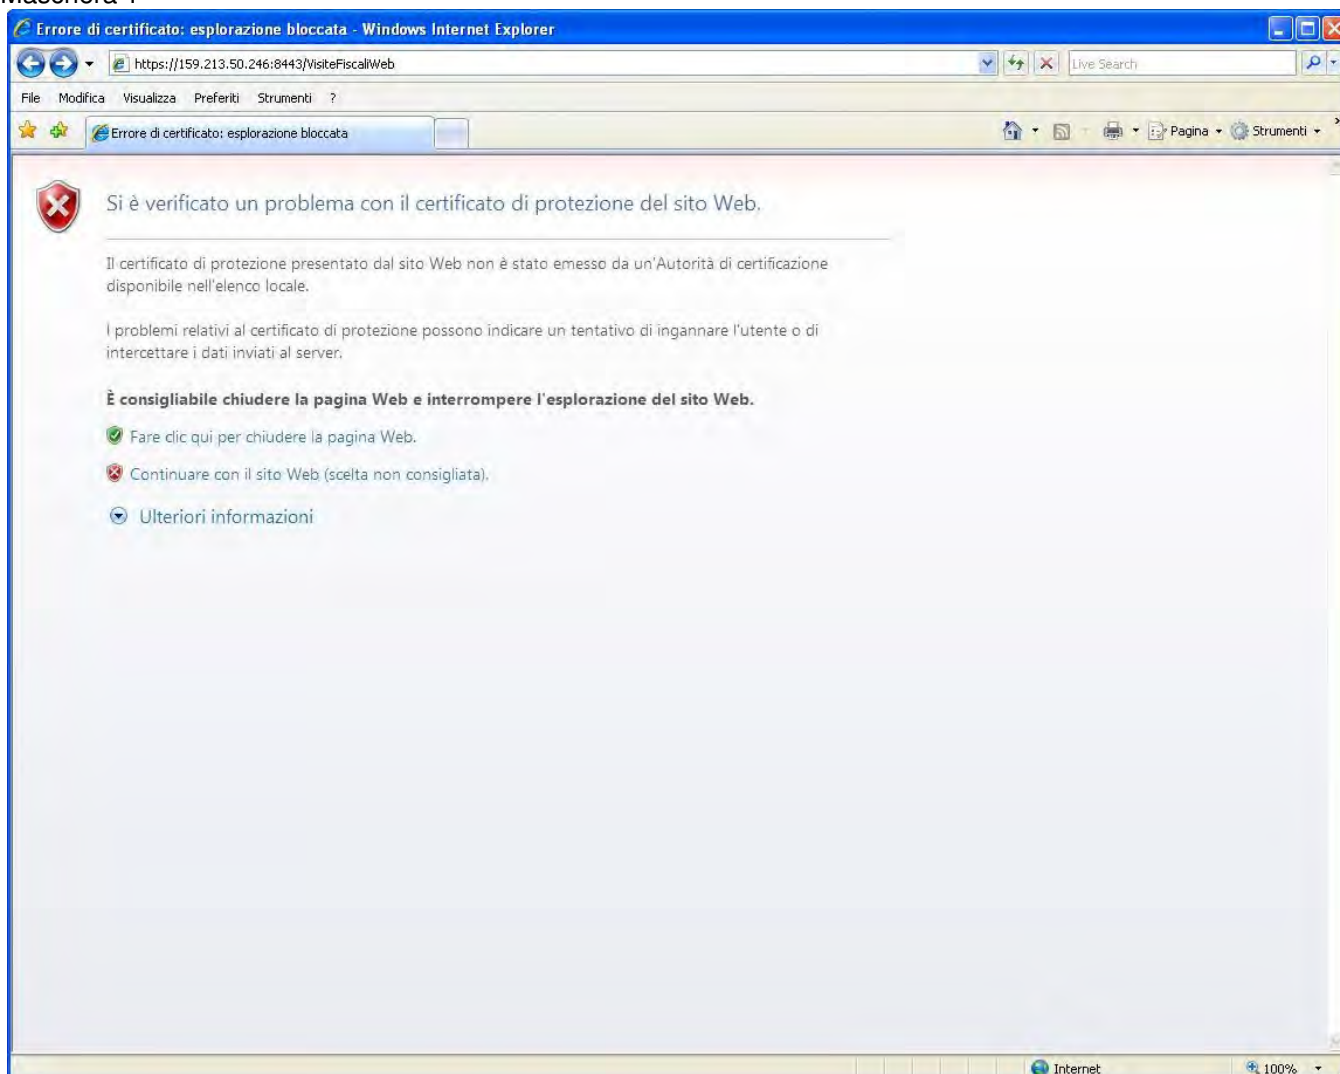 Maschera 1
Errore di certificato: esplorazione bloccata - Windows Internet Explorer
https://159.213.50.246:8443/VisiteFiscaliWeb
Live Search
File Modifica Visualizza Preferiti Strumenti ?
Errore di certificato: esplorazione bloccata
Pagina
Strumenti
Si è verificato un problema con il certificato di protezione del sito Web.
Il certificato di protezione presentato dal sito Web non è stato emesso da un'Autorità di certificazione
disponibile nell'elenco locale.
I problemi relativi al certificato di protezione possono indicare un tentativo di ingannare l'utente o di
intercettare i dati inviati al server.
È consigliabile chiudere la pagina Web e interrompere l'esplorazione del sito Web.
Fare clic qui per chiudere la pagina Web.
Continuare con il sito Web (scelta non consigliata).
Ulteriori informazioni
Internet
100%